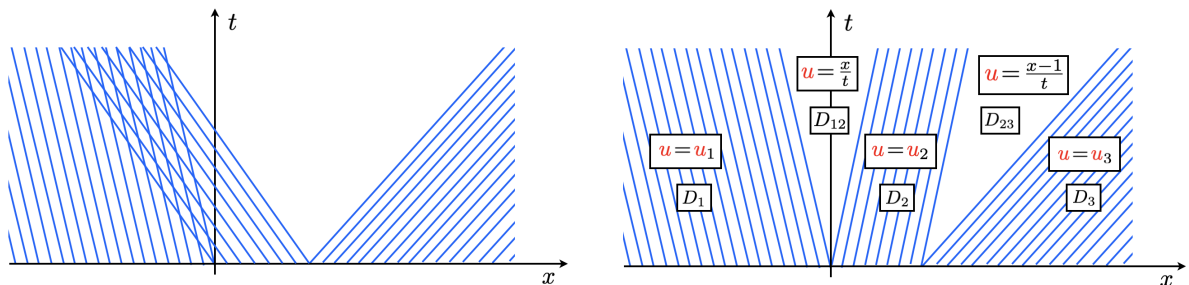 t
x
t
u = x/t
u = (x−1)/t
D₁₂
D₂₃
u = u₁
u = u₂
u = u₃
D₁
D₂
D₃
x